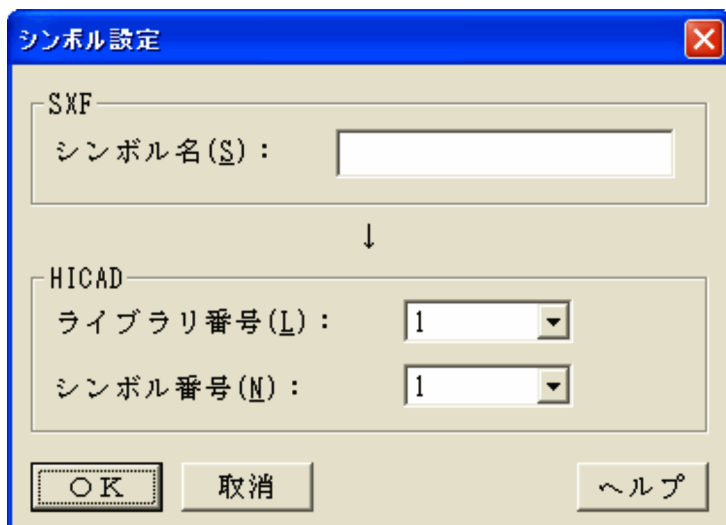 シンボル設定
SXF
シンボル名(S):
↓
HICAD
ライブラリ番号(L): 1
シンボル番号(N): 1
OK 取消 ヘルプ